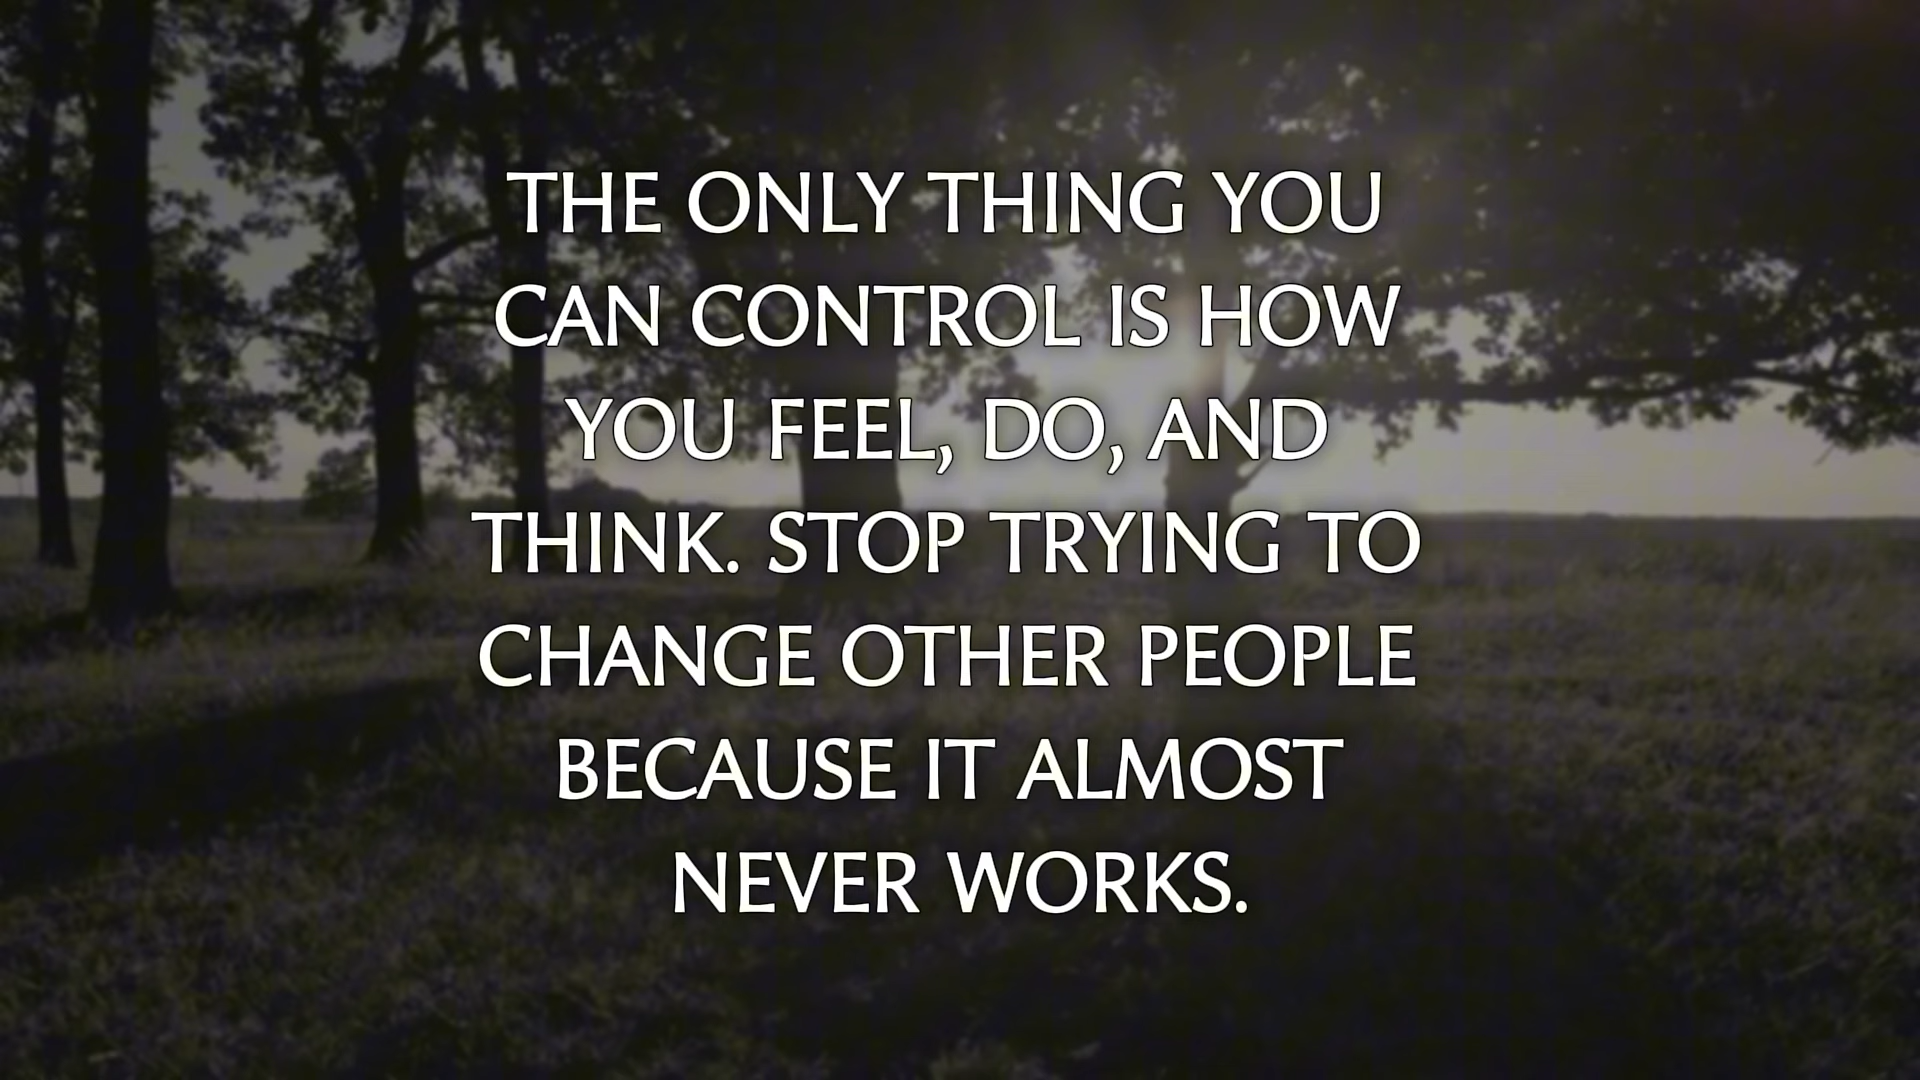 THE ONLY THING YOU
CAN CONTROL IS HOW
YOU FEEL, DO, AND
THINK. STOP TRYING TO
CHANGE OTHER PEOPLE
BECAUSE IT ALMOST
NEVER WORKS.